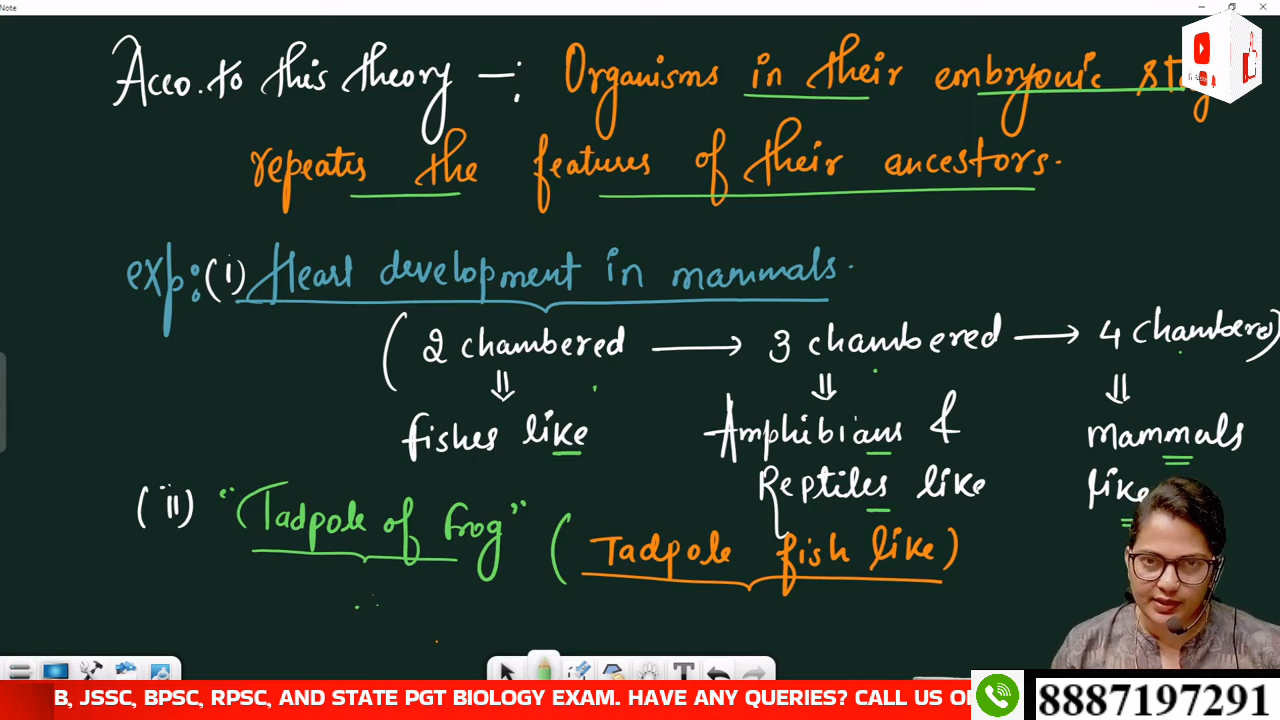 Note
Acco. to this theory —: Organisms in their embryonic stag
repeats the features of their ancestors.
exp: (i) Heart development in mammals.
( 2 chambered → 3 chambered → 4 chambered)
⇓ ⇓ ⇓
fishes like Amphibians & mammals
Reptiles like like
(ii) "Tadpole of frog" ( Tadpole fish like)
B, JSSC, BPSC, RPSC, AND STATE PGT BIOLOGY EXAM. HAVE ANY QUERIES? CALL US O
8887197291